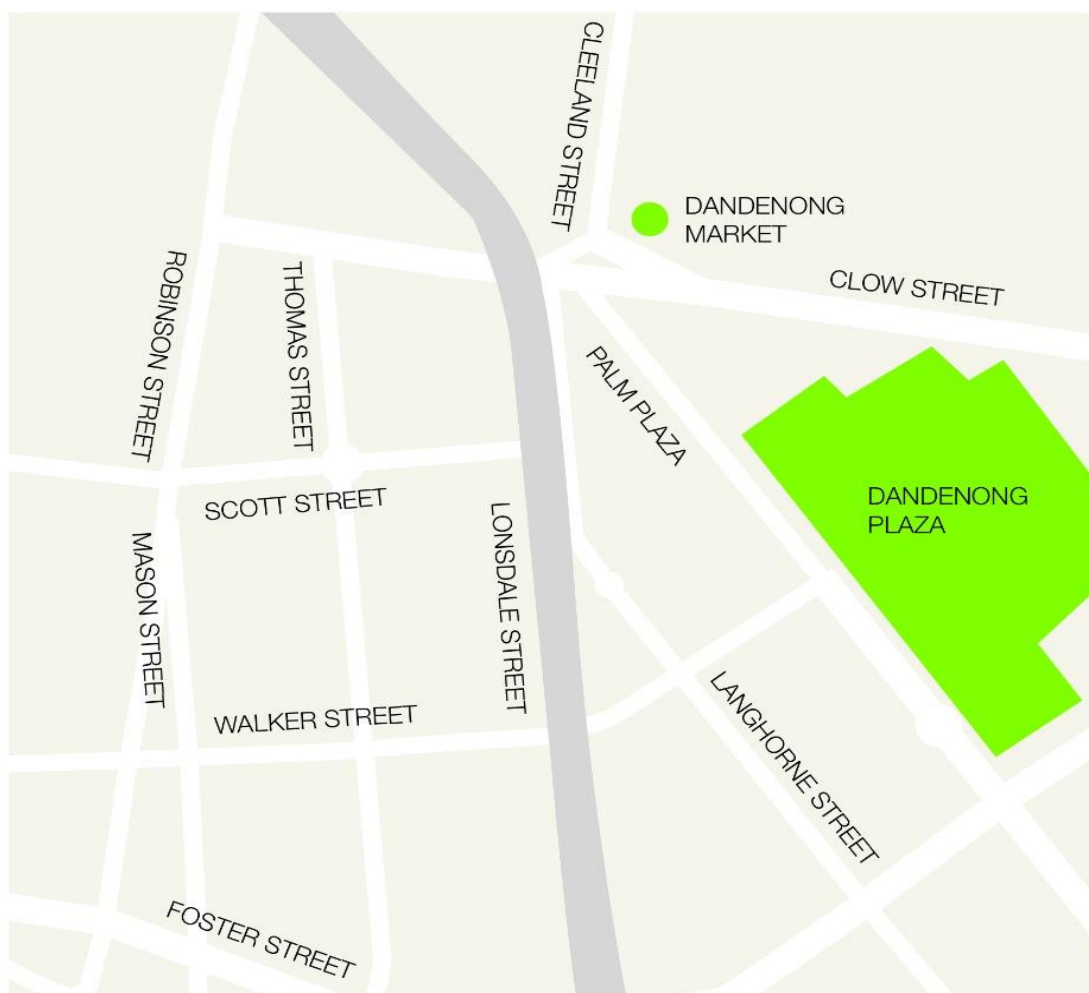 CLEELAND STREET
DANDENONG
MARKET
CLOW STREET
ROBINSON STREET
THOMAS STREET
PALM PLAZA
DANDENONG
PLAZA
SCOTT STREET
LONSDALE STREET
MASON STREET
LANGHORNE STREET
WALKER STREET
FOSTER STREET